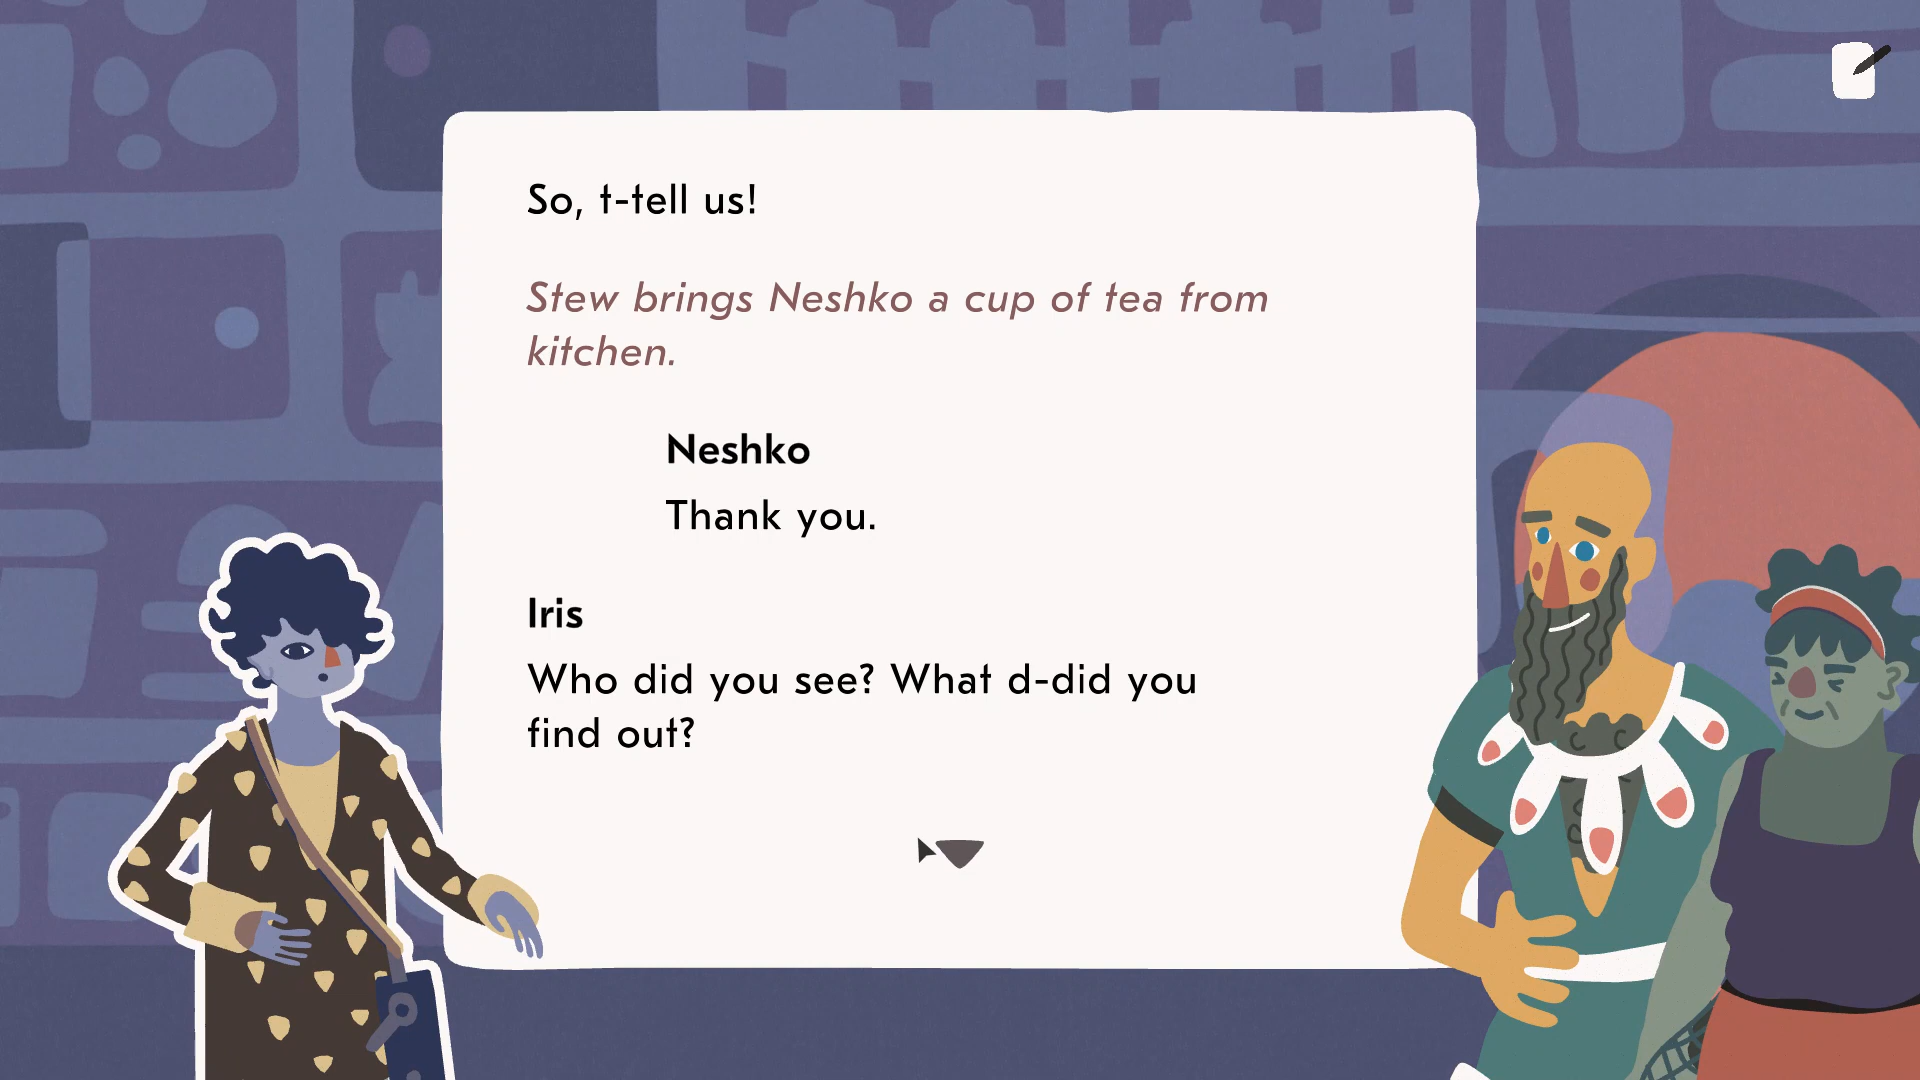 So, t-tell us!
Stew brings Neshko a cup of tea from
kitchen.
Neshko
Thank you.
Iris
Who did you see? What d-did you
find out?